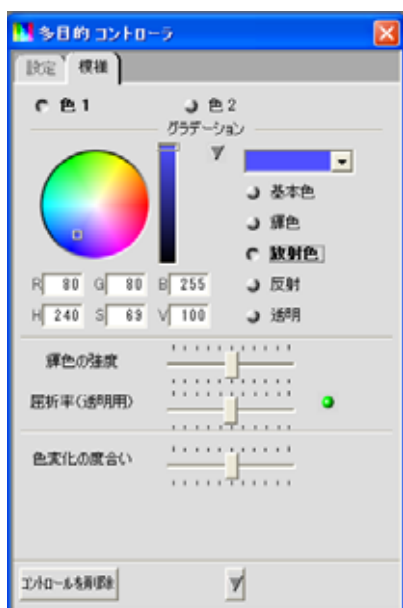 多目的 コントローラ
設定 模様
色 1 色 2
グラデーション
基本色
輝色
放射色
反射
透明
R 80 G 80 B 255
H 240 S 69 V 100
輝色の強度
屈折率(透明用)
色変化の度合い
コントロールを削除